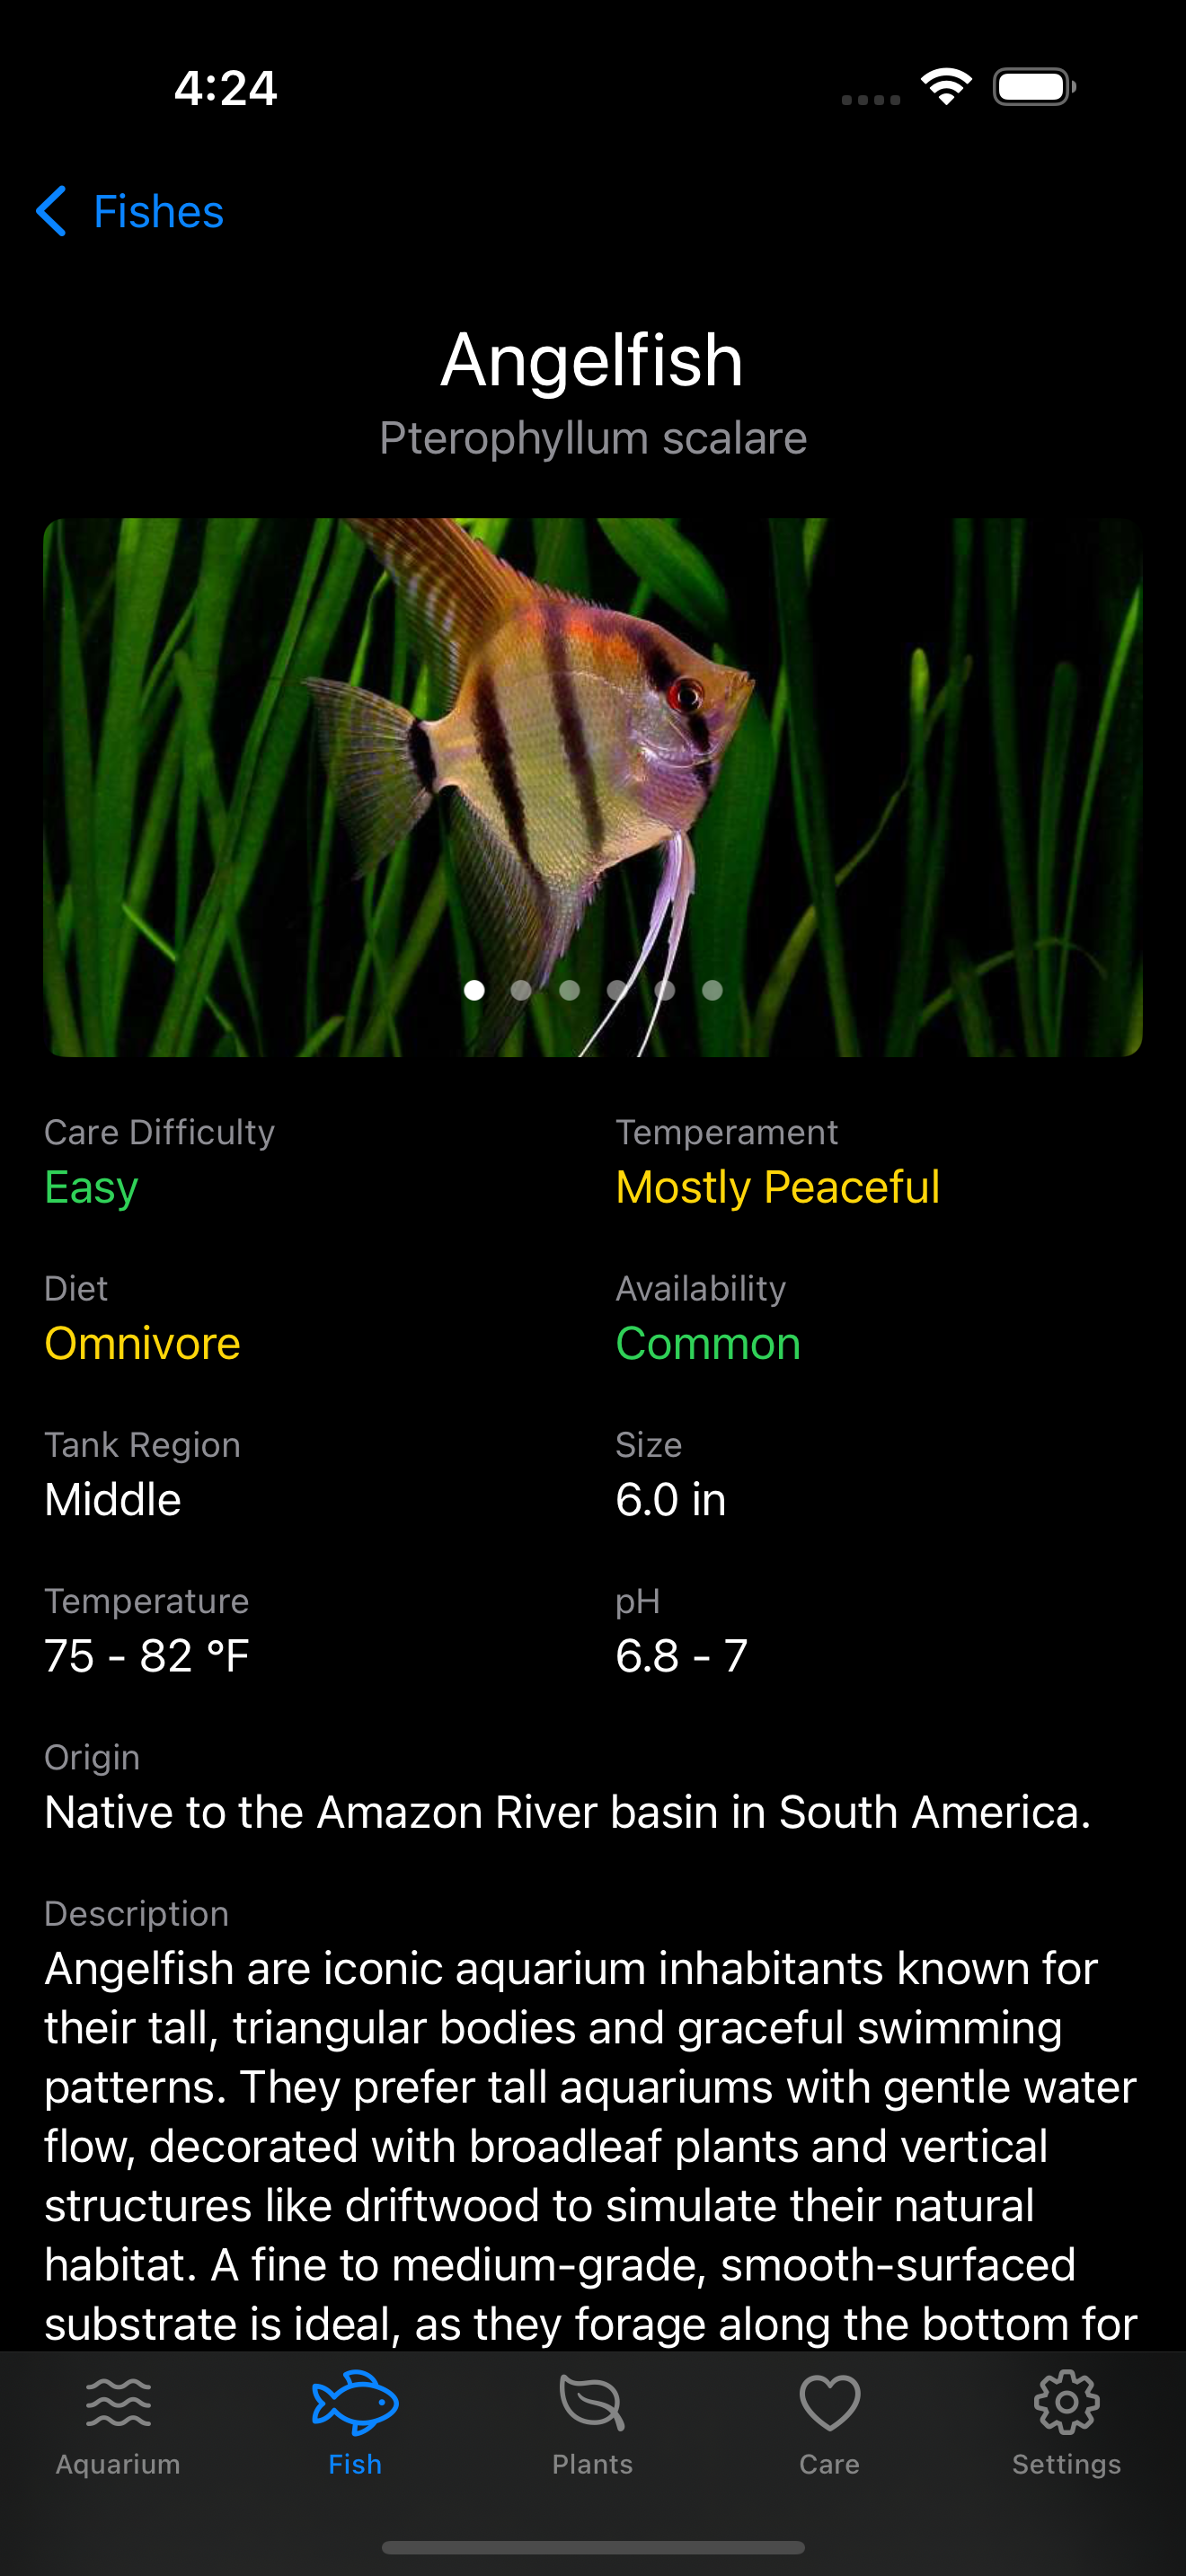 4:24
Fishes
Angelfish
Pterophyllum scalare
Care Difficulty
Easy
Temperament
Mostly Peaceful
Diet
Omnivore
Availability
Common
Tank Region
Middle
Size
6.0 in
Temperature
75 - 82 °F
pH
6.8 - 7
Origin
Native to the Amazon River basin in South America.
Description
Angelfish are iconic aquarium inhabitants known for
their tall, triangular bodies and graceful swimming
patterns. They prefer tall aquariums with gentle water
flow, decorated with broadleaf plants and vertical
structures like driftwood to simulate their natural
habitat. A fine to medium-grade, smooth-surfaced
substrate is ideal, as they forage along the bottom for
Aquarium
Fish
Plants
Care
Settings